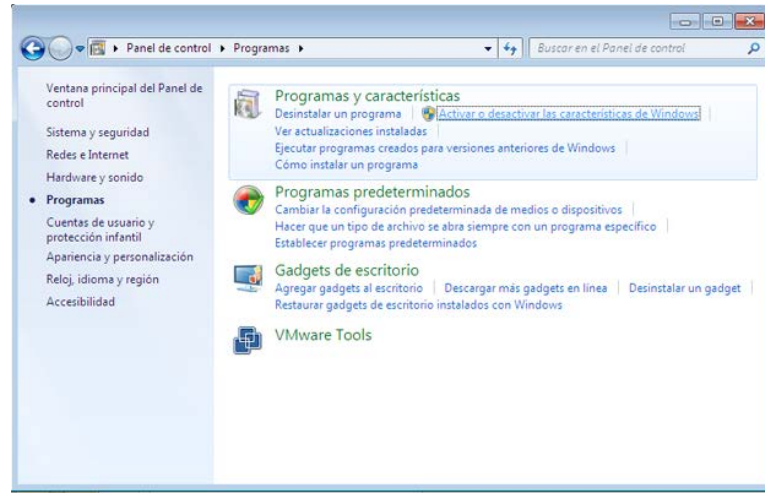 Panel de control ▸ Programas ▸
Buscar en el Panel de control
Ventana principal del Panel de
control
Sistema y seguridad
Redes e Internet
Hardware y sonido
Programas
Cuentas de usuario y
protección infantil
Apariencia y personalización
Reloj, idioma y región
Accesibilidad
Programas y características
Desinstalar un programa | Activar o desactivar las características de Windows |
Ver actualizaciones instaladas |
Ejecutar programas creados para versiones anteriores de Windows |
Cómo instalar un programa
Programas predeterminados
Cambiar la configuración predeterminada de medios o dispositivos |
Hacer que un tipo de archivo se abra siempre con un programa específico |
Establecer programas predeterminados
Gadgets de escritorio
Agregar gadgets al escritorio | Descargar más gadgets en línea | Desinstalar un gadget |
Restaurar gadgets de escritorio instalados con Windows
VMware Tools